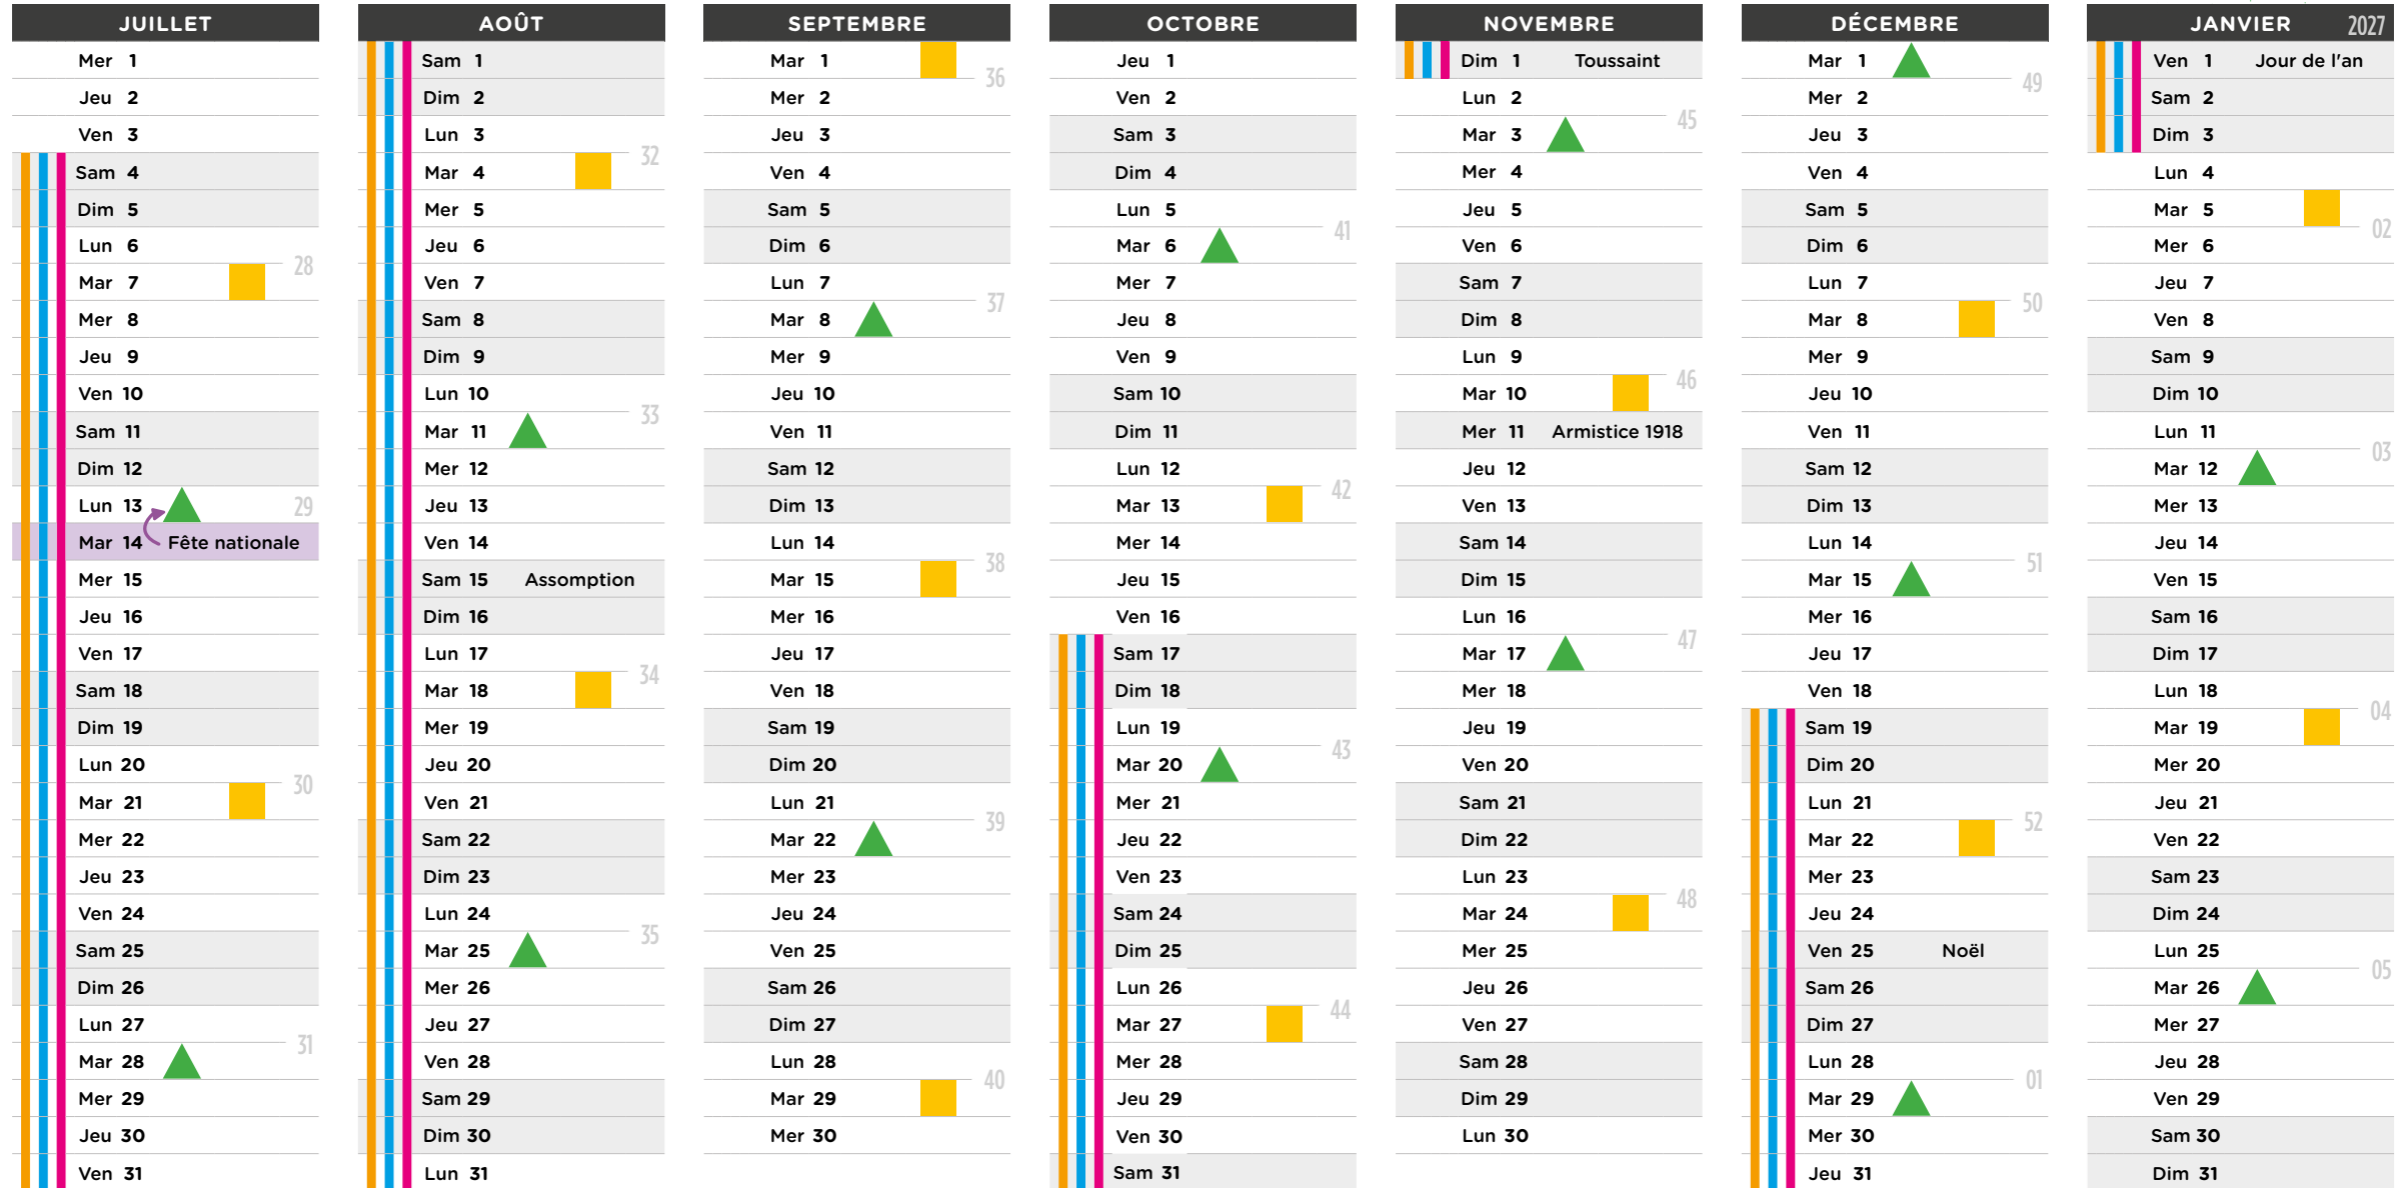 JUILLET
Mer 1
Jeu 2
Ven 3
Sam 4
Dim 5
Lun 6
28
Mar 7
Mer 8
Jeu 9
Ven 10
Sam 11
Dim 12
Lun 13 29
Mar 14 Fête nationale
Mer 15
Jeu 16
Ven 17
Sam 18
Dim 19
Lun 20
30
Mar 21
Mer 22
Jeu 23
Ven 24
Sam 25
Dim 26
Lun 27
31
Mar 28
Mer 29
Jeu 30
Ven 31
AOÛT
Sam 1
Dim 2
Lun 3
32
Mar 4
Mer 5
Jeu 6
Ven 7
Sam 8
Dim 9
Lun 10
33
Mar 11
Mer 12
Jeu 13
Ven 14
Sam 15 Assomption
Dim 16
Lun 17
34
Mar 18
Mer 19
Jeu 20
Ven 21
Sam 22
Dim 23
Lun 24
35
Mar 25
Mer 26
Jeu 27
Ven 28
Sam 29
Dim 30
Lun 31
SEPTEMBRE
Mar 1
36
Mer 2
Jeu 3
Ven 4
Sam 5
Dim 6
Lun 7
37
Mar 8
Mer 9
Jeu 10
Ven 11
Sam 12
Dim 13
Lun 14
38
Mar 15
Mer 16
Jeu 17
Ven 18
Sam 19
Dim 20
Lun 21
39
Mar 22
Mer 23
Jeu 24
Ven 25
Sam 26
Dim 27
Lun 28
40
Mar 29
Mer 30
OCTOBRE
Jeu 1
Ven 2
Sam 3
Dim 4
Lun 5
41
Mar 6
Mer 7
Jeu 8
Ven 9
Sam 10
Dim 11
Lun 12
42
Mar 13
Mer 14
Jeu 15
Ven 16
Sam 17
Dim 18
Lun 19
43
Mar 20
Mer 21
Jeu 22
Ven 23
Sam 24
Dim 25
Lun 26
44
Mar 27
Mer 28
Jeu 29
Ven 30
Sam 31
NOVEMBRE
Dim 1 Toussaint
Lun 2
45
Mar 3
Mer 4
Jeu 5
Ven 6
Sam 7
Dim 8
Lun 9
46
Mar 10
Mer 11 Armistice 1918
Jeu 12
Ven 13
Sam 14
Dim 15
Lun 16
47
Mar 17
Mer 18
Jeu 19
Ven 20
Sam 21
Dim 22
Lun 23
48
Mar 24
Mer 25
Jeu 26
Ven 27
Sam 28
Dim 29
Lun 30
DÉCEMBRE
Mar 1
49
Mer 2
Jeu 3
Ven 4
Sam 5
Dim 6
Lun 7
50
Mar 8
Mer 9
Jeu 10
Ven 11
Sam 12
Dim 13
Lun 14
51
Mar 15
Mer 16
Jeu 17
Ven 18
Sam 19
Dim 20
Lun 21
52
Mar 22
Mer 23
Jeu 24
Ven 25 Noël
Sam 26
Dim 27
Lun 28
01
Mar 29
Mer 30
Jeu 31
JANVIER 2027
Ven 1 Jour de l'an
Sam 2
Dim 3
Lun 4
Mar 5
02
Mer 6
Jeu 7
Ven 8
Sam 9
Dim 10
Lun 11
03
Mar 12
Mer 13
Jeu 14
Ven 15
Sam 16
Dim 17
Lun 18
04
Mar 19
Mer 20
Jeu 21
Ven 22
Sam 23
Dim 24
Lun 25
05
Mar 26
Mer 27
Jeu 28
Ven 29
Sam 30
Dim 31